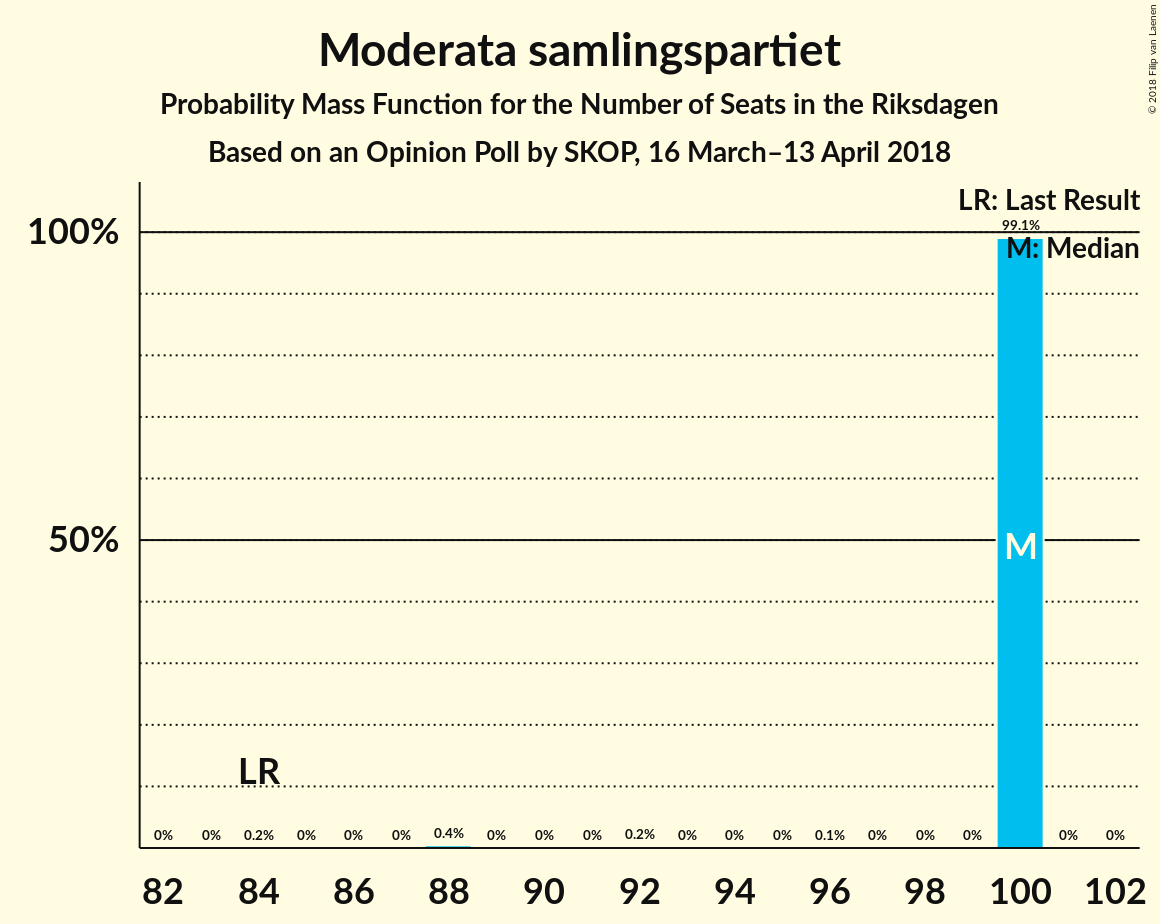 Moderata samlingspartiet
Probability Mass Function for the Number of Seats in the Riksdagen
Based on an Opinion Poll by SKOP, 16 March–13 April 2018
© 2018 Filip van Laenen
LR: Last Result
M: Median
100%
50%
99.1%
M
LR
0% 0% 0.2% 0% 0% 0% 0.4% 0% 0% 0% 0.2% 0% 0% 0% 0.1% 0% 0% 0% 0% 0%
82 84 86 88 90 92 94 96 98 100 102